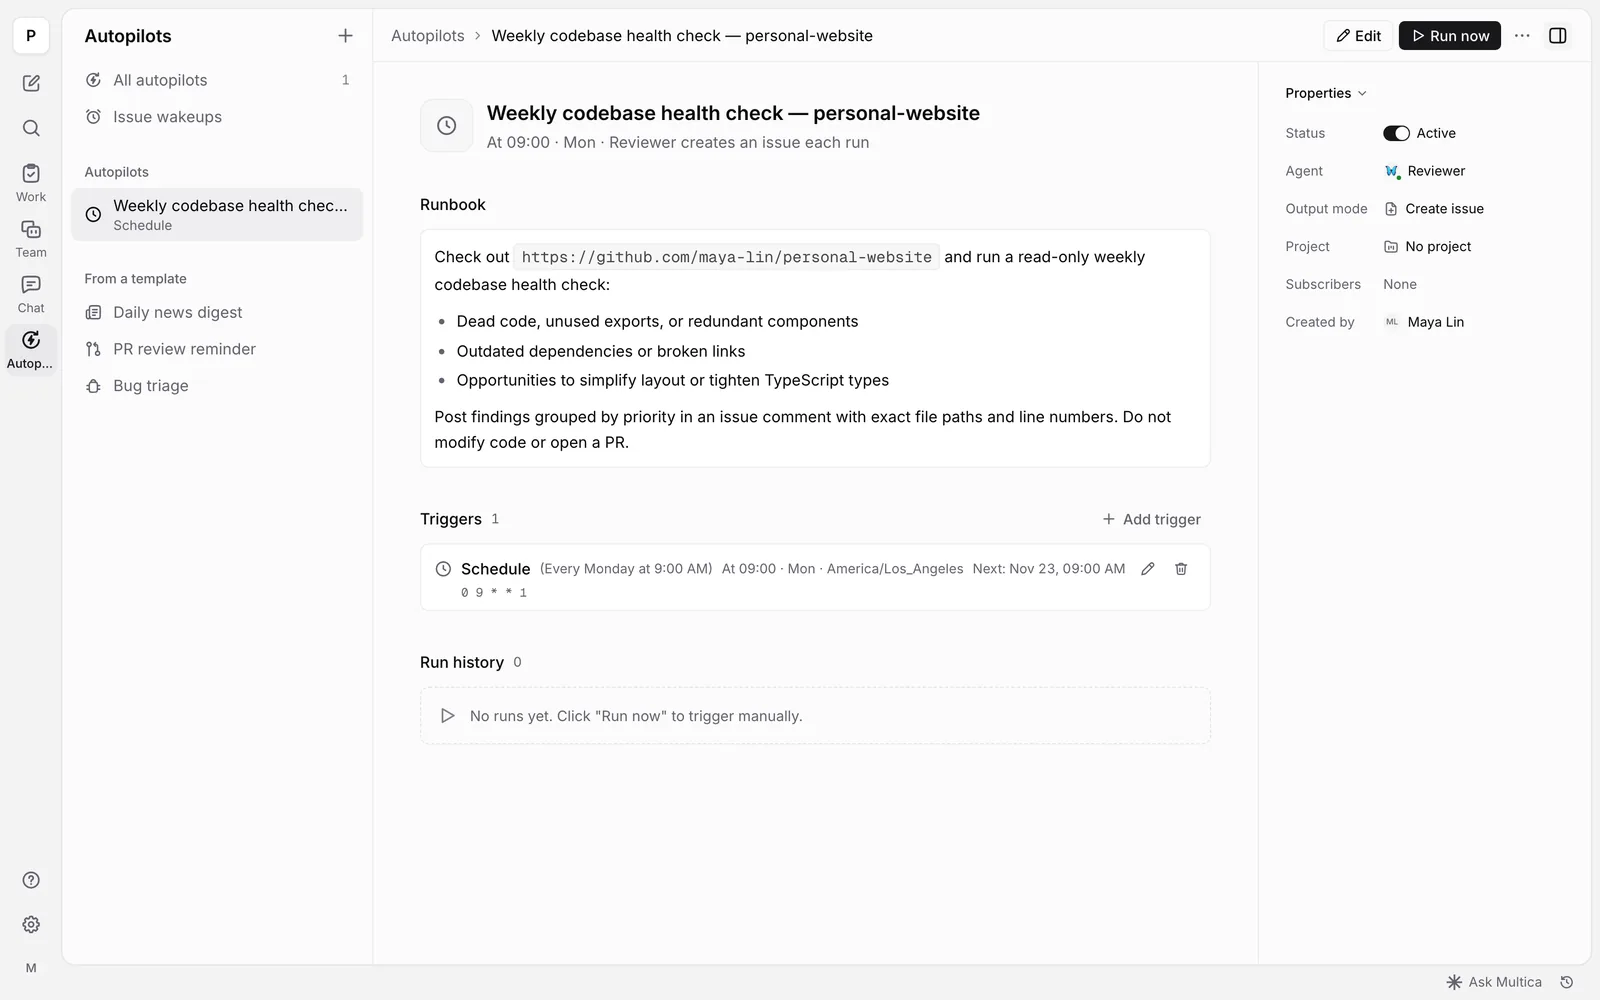 P
Work
Team
Chat
Autop...
M
Autopilots
All autopilots 1
Issue wakeups
Autopilots
Weekly codebase health chec...
Schedule
From a template
Daily news digest
PR review reminder
Bug triage
Autopilots › Weekly codebase health check — personal-website
Edit
Run now
Weekly codebase health check — personal-website
At 09:00 · Mon · Reviewer creates an issue each run
Runbook
Check out https://github.com/maya-lin/personal-website and run a read-only weekly
codebase health check:
• Dead code, unused exports, or redundant components
• Outdated dependencies or broken links
• Opportunities to simplify layout or tighten TypeScript types
Post findings grouped by priority in an issue comment with exact file paths and line numbers. Do not
modify code or open a PR.
Triggers 1
+ Add trigger
Schedule (Every Monday at 9:00 AM) At 09:00 · Mon · America/Los_Angeles Next: Nov 23, 09:00 AM
0 9 * * 1
Run history 0
No runs yet. Click "Run now" to trigger manually.
Properties
Status Active
Agent Reviewer
Output mode Create issue
Project No project
Subscribers None
Created by ML Maya Lin
Ask Multica